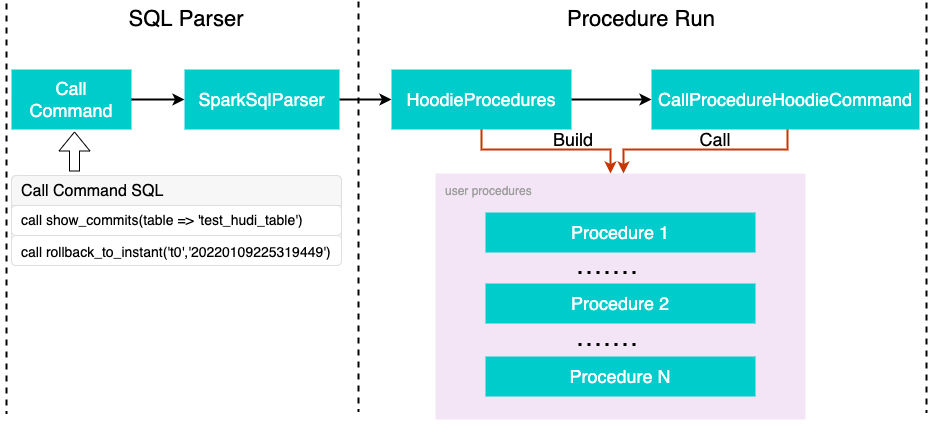 SQL Parser
Procedure Run
Call
Command
SparkSqlParser
HoodieProcedures
CallProcedureHoodieCommand
Build
Call
Call Command SQL
call show_commits(table => 'test_hudi_table')
call rollback_to_instant('t0','20220109225319449')
user procedures
Procedure 1
.......
Procedure 2
.......
Procedure N